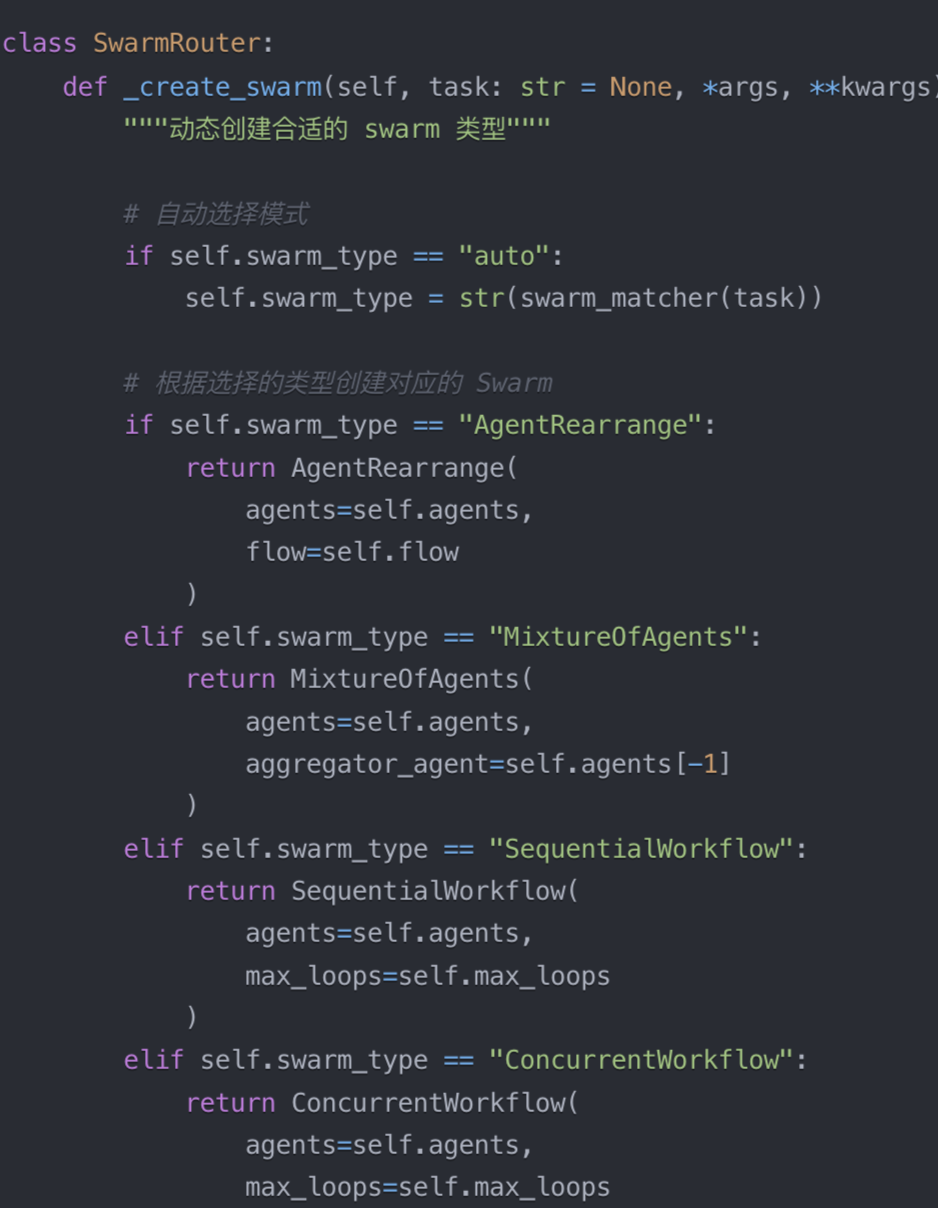 class SwarmRouter:
    def _create_swarm(self, task: str = None, *args, **kwargs)
        """动态创建合适的 swarm 类型"""

        # 自动选择模式
        if self.swarm_type == "auto":
            self.swarm_type = str(swarm_matcher(task))

        # 根据选择的类型创建对应的 Swarm
        if self.swarm_type == "AgentRearrange":
            return AgentRearrange(
                agents=self.agents,
                flow=self.flow
            )
        elif self.swarm_type == "MixtureOfAgents":
            return MixtureOfAgents(
                agents=self.agents,
                aggregator_agent=self.agents[-1]
            )
        elif self.swarm_type == "SequentialWorkflow":
            return SequentialWorkflow(
                agents=self.agents,
                max_loops=self.max_loops
            )
        elif self.swarm_type == "ConcurrentWorkflow":
            return ConcurrentWorkflow(
                agents=self.agents,
                max_loops=self.max_loops